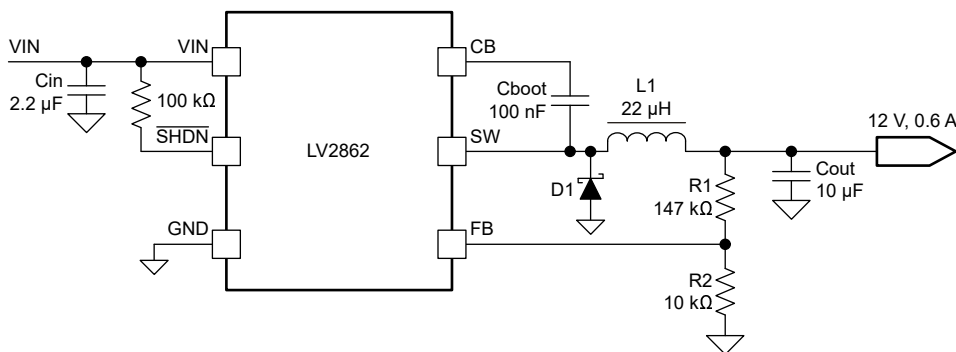 VIN
Cin
2.2 µF
100 kΩ
VIN
SHDN
GND
LV2862
CB
SW
FB
Cboot
100 nF
L1
22 µH
D1
R1
147 kΩ
R2
10 kΩ
Cout
10 µF
12 V, 0.6 A